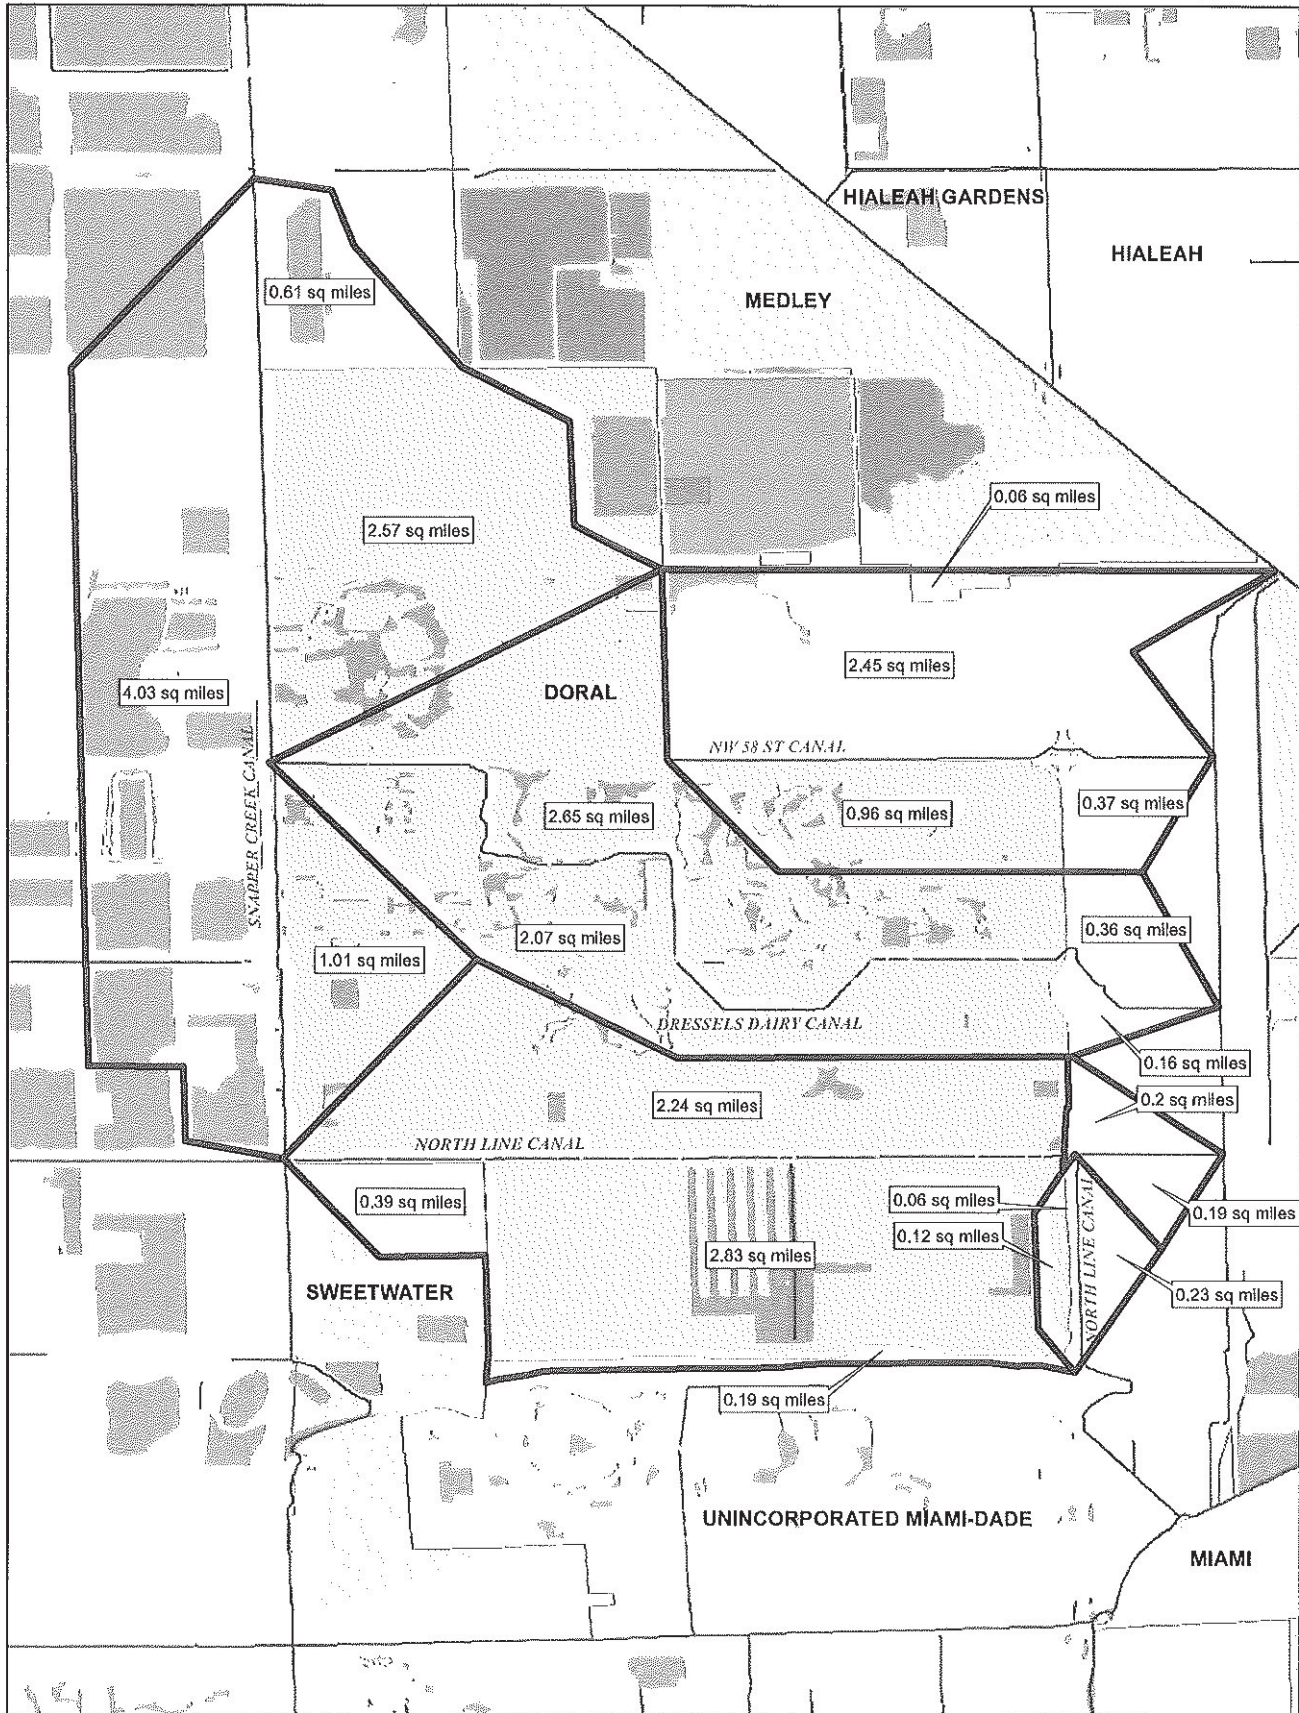 HIALEAH GARDENS
HIALEAH
0.61 sq miles
MEDLEY
0.06 sq miles
2.57 sq miles
2.45 sq miles
4.03 sq miles
DORAL
SNAPPER CREEK CANAL
NW 58 ST CANAL
2.65 sq miles
0.96 sq miles
0.37 sq miles
2.07 sq miles
0.36 sq miles
1.01 sq miles
DRESSELS DAIRY CANAL
0.16 sq miles
0.2 sq miles
2.24 sq miles
NORTH LINE CANAL
0.39 sq miles
0.06 sq miles
0.19 sq miles
0.12 sq miles
2.83 sq miles
NORTH LINE CANAL
SWEETWATER
0.23 sq miles
0.19 sq miles
UNINCORPORATED MIAMI-DADE
MIAMI